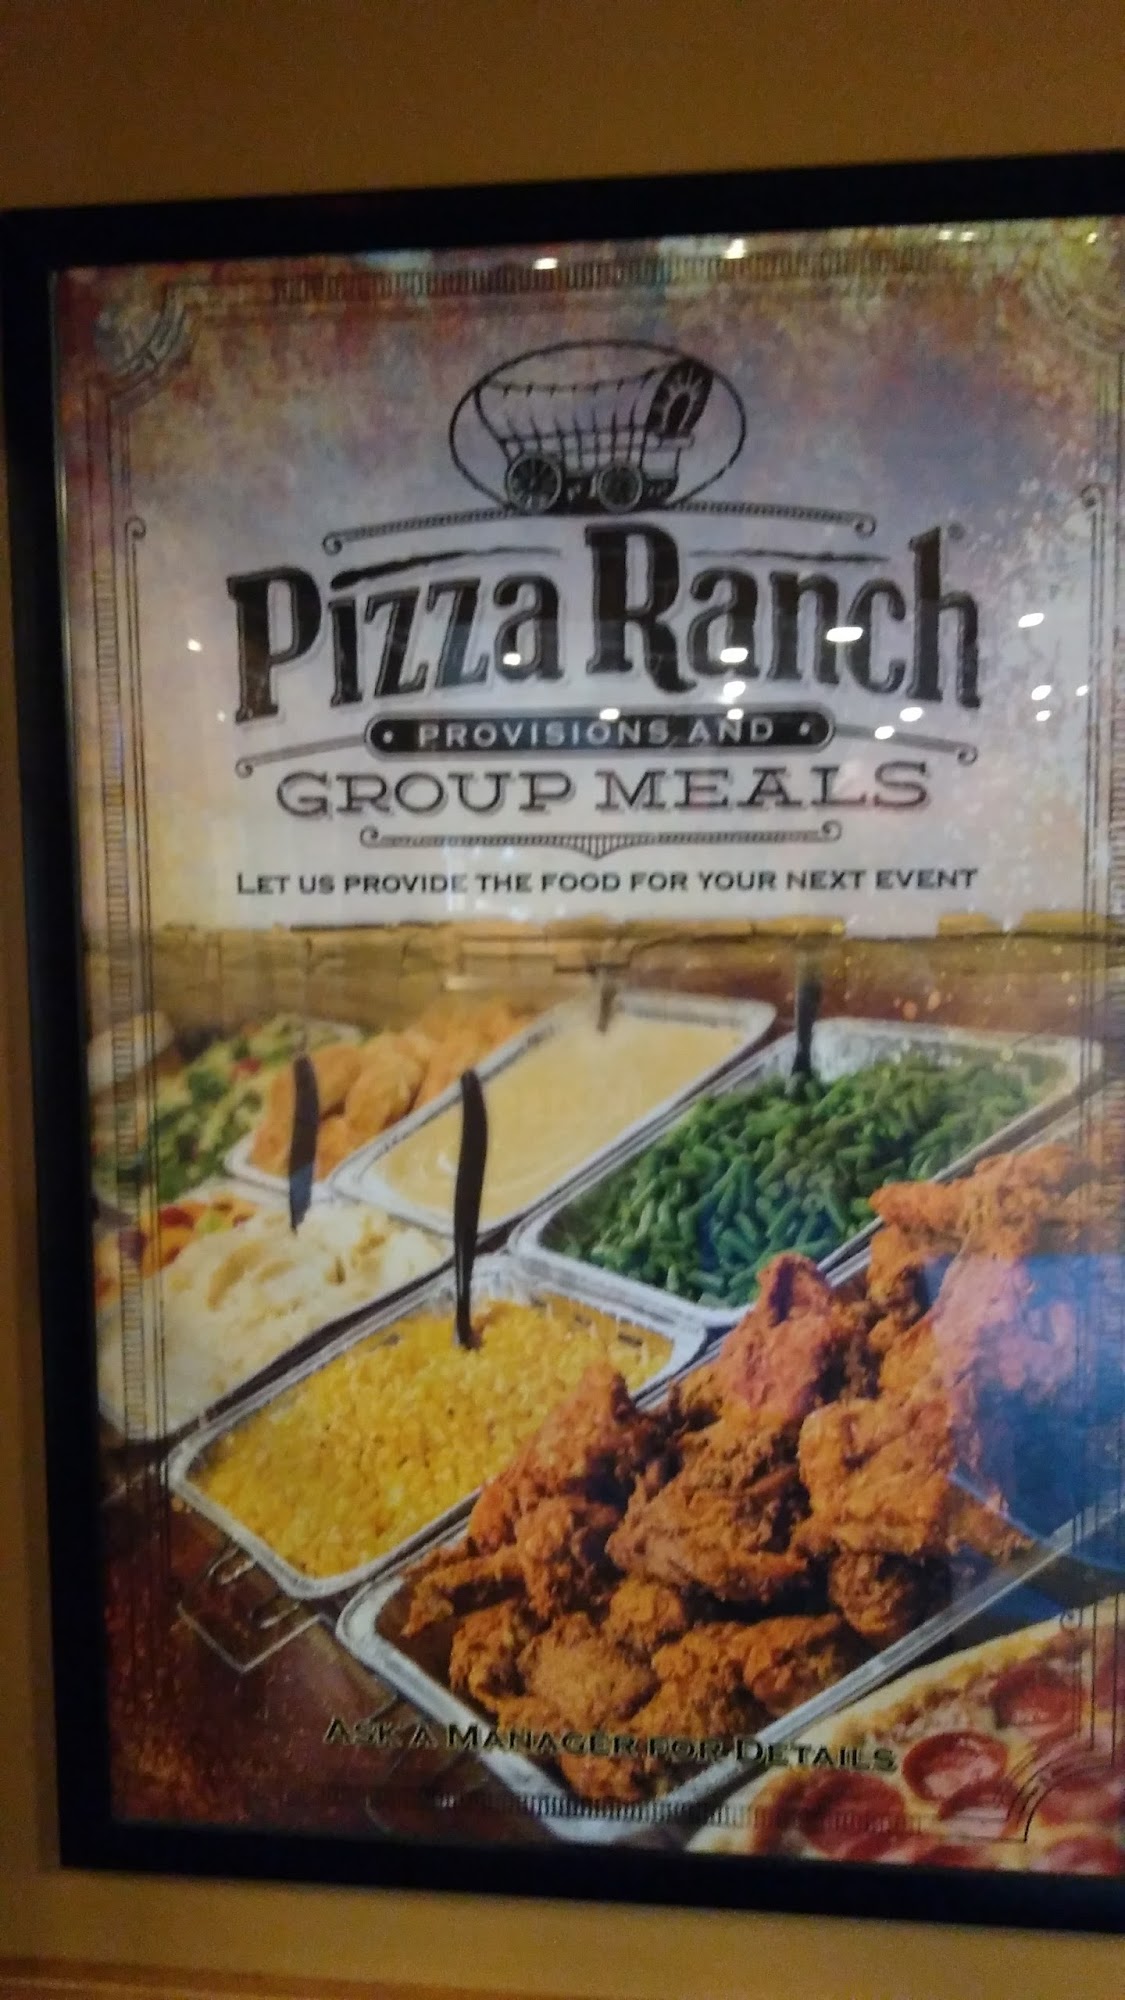 Pizza Ranch®
• PROVISIONS AND •
GROUP MEALS
LET US PROVIDE THE FOOD FOR YOUR NEXT EVENT
ASK A MANAGER FOR DETAILS